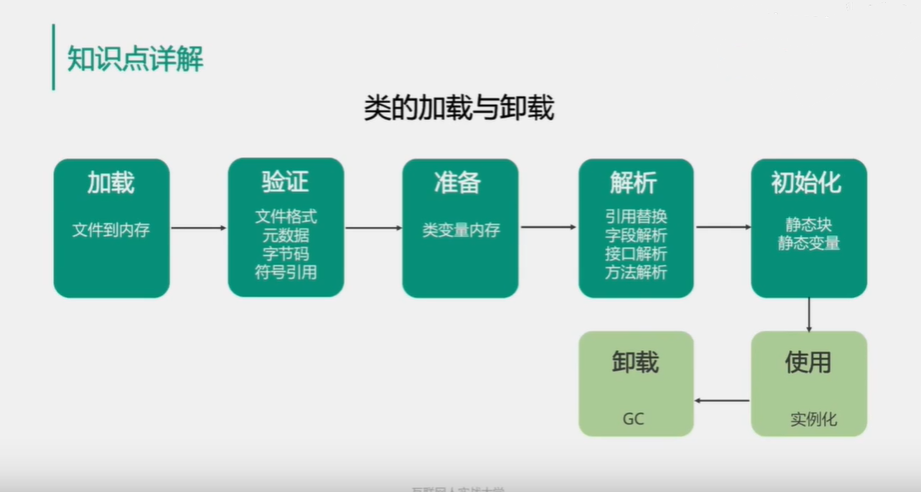 知识点详解
类的加载与卸载
加载
文件到内存
验证
文件格式
元数据
字节码
符号引用
准备
类变量内存
解析
引用替换
字段解析
接口解析
方法解析
初始化
静态块
静态变量
卸载
GC
使用
实例化